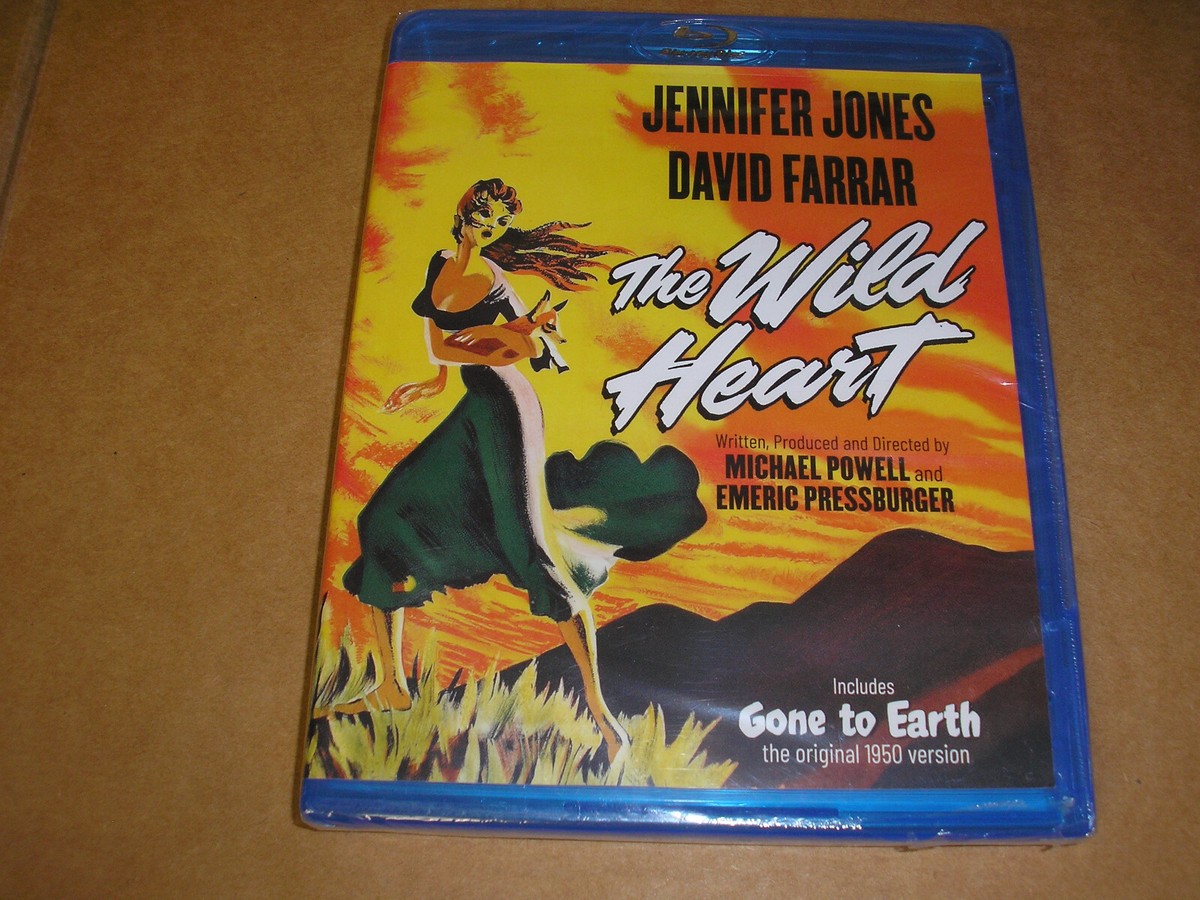 JENNIFER JONES
DAVID FARRAR
The Wild
Heart
Written, Produced and Directed by
MICHAEL POWELL and
EMERIC PRESSBURGER
Includes
Gone to Earth
the original 1950 version